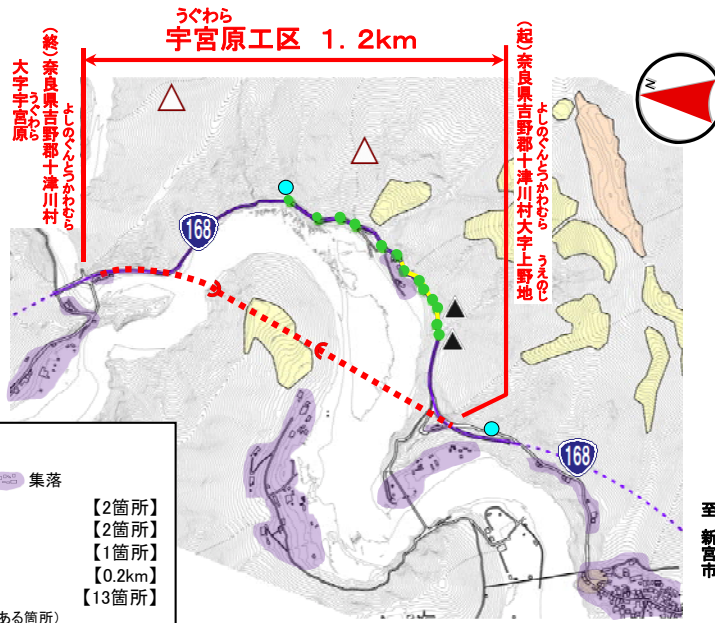 うぐわら
宇宮原工区 1.2km
(終)奈良県吉野郡十津川村
よしのぐんとつかわむら
大字宇宮原
うぐわら
(起)奈良県吉野郡十津川村大字上野地
よしのぐんとつかわむら うえのじ
N
168
168
至 新宮市
集落
【2箇所】
【2箇所】
【1箇所】
【0.2km】
【13箇所】
ある箇所)